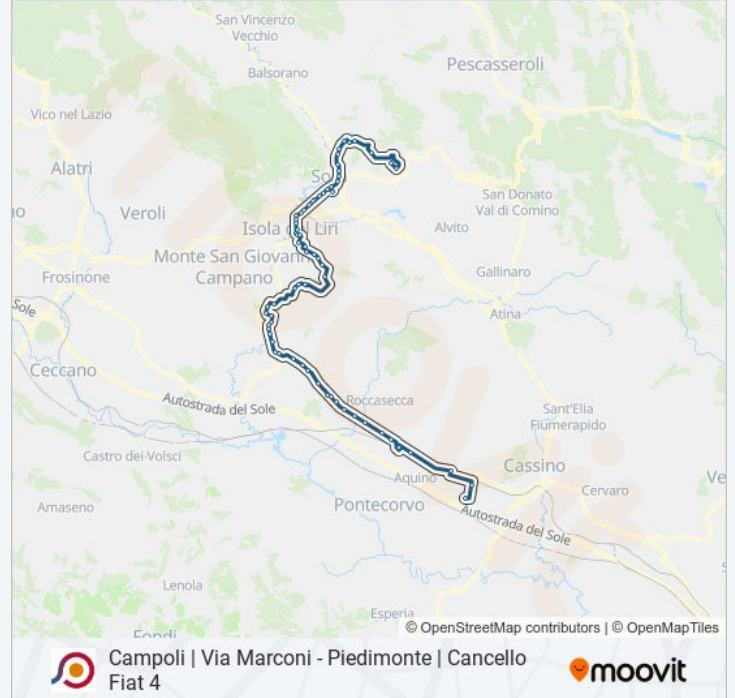 San Vincenzo
Vecchio
Pescasseroli
Balsorano
Vico nel Lazio
Alatri
So
San Donato
Val di Comino
Veroli
Isola del Liri
Alvito
Monte San Giovanni
Campano
Gallinaro
Frosinone
Atina
Sole
Ceccano
Autostrada del Sole
Roccasecca
Sant'Elia
Fiumerapido
Castro dei Volsci
Cassino
Aquino
Cervaro
Ve
Amaseno
Pontecorvo
Autostrada del Sole
Lenola
Esperia
Fondi
© OpenStreetMap contributors | © OpenMapTiles
Campoli | Via Marconi - Piedimonte | Cancello
Fiat 4
moovit